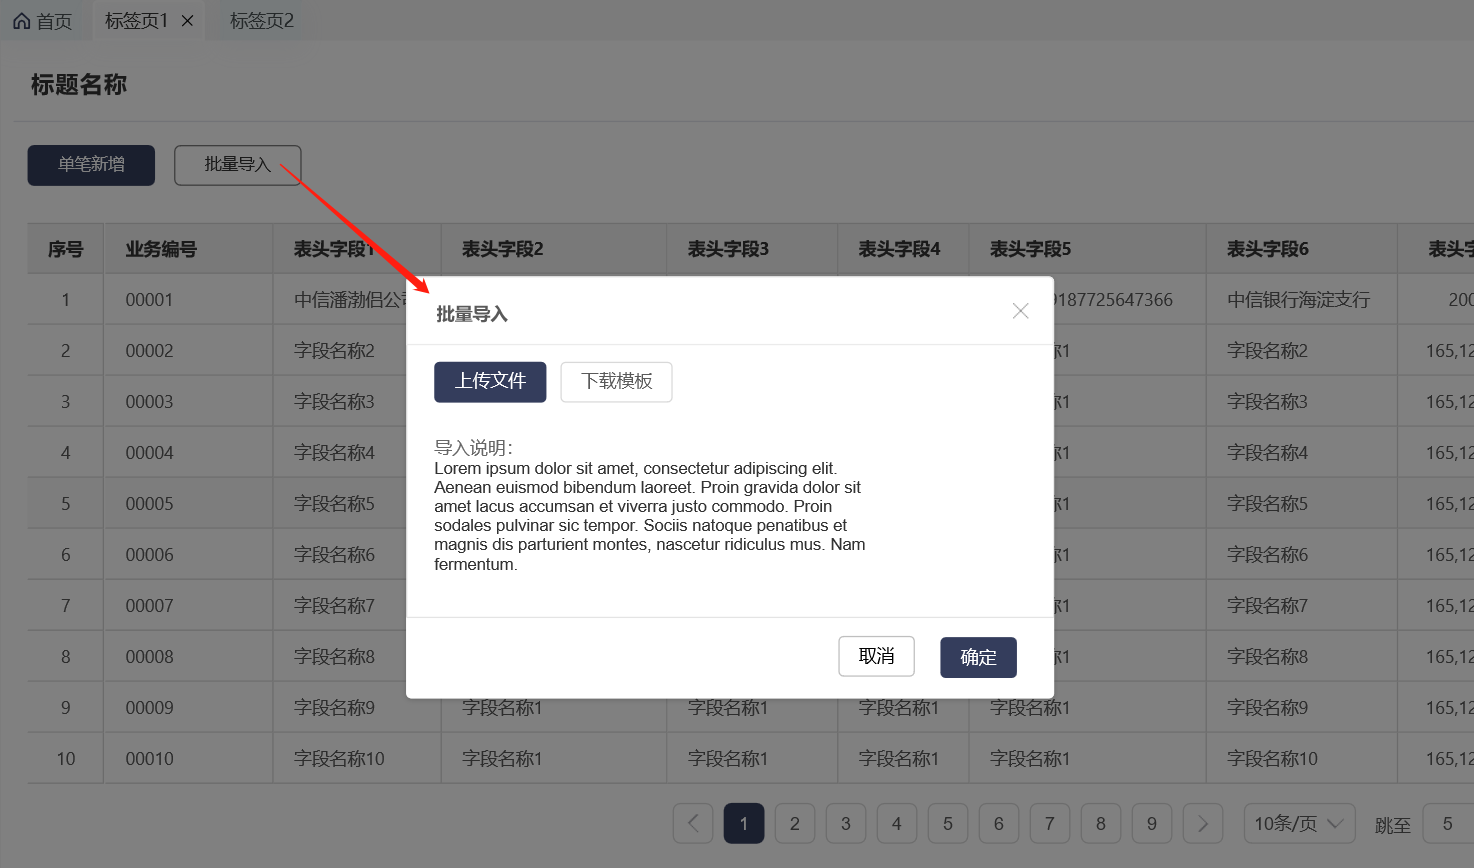 首页 标签页1 标签页2
标题名称
单笔新增 批量导入
序号 业务编号 表头字段1 表头字段2 表头字段3 表头字段4 表头字段5 表头字段6 表头字
1 00001 中信潘渤侣公 9187725647366 中信银行海淀支行 200
2 00002 字段名称2 称1 字段名称2 165,12
3 00003 字段名称3 称1 字段名称3 165,12
4 00004 字段名称4 称1 字段名称4 165,12
5 00005 字段名称5 称1 字段名称5 165,12
6 00006 字段名称6 称1 字段名称6 165,12
7 00007 字段名称7 称1 字段名称7 165,12
8 00008 字段名称8 称1 字段名称8 165,12
9 00009 字段名称9 字段名称1 字段名称1 字段名称1 字段名称1 字段名称9 165,12
10 00010 字段名称10 字段名称1 字段名称1 字段名称1 字段名称1 字段名称10 165,12
批量导入
上传文件 下载模板
导入说明:
Lorem ipsum dolor sit amet, consectetur adipiscing elit.
Aenean euismod bibendum laoreet. Proin gravida dolor sit
amet lacus accumsan et viverra justo commodo. Proin
sodales pulvinar sic tempor. Sociis natoque penatibus et
magnis dis parturient montes, nascetur ridiculus mus. Nam
fermentum.
取消 确定
1 2 3 4 5 6 7 8 9 10条/页 跳至 5